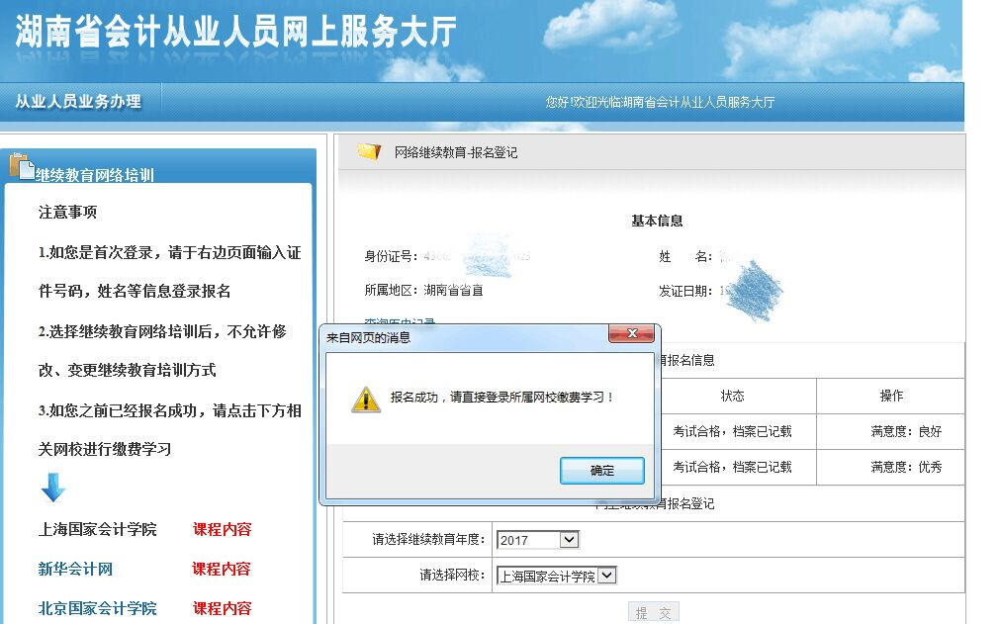 湖南省会计从业人员网上服务大厅
从业人员业务办理
您好!欢迎光临湖南省会计从业人员服务大厅
继续教育网络培训
注意事项
1.如您是首次登录，请于右边页面输入证
件号码，姓名等信息登录报名
2.选择继续教育网络培训后，不允许修
改、变更继续教育培训方式
3.如您之前已经报名成功，请点击下方相
关网校进行缴费学习
上海国家会计学院 课程内容
新华会计网 课程内容
北京国家会计学院 课程内容
网络继续教育-报名登记
基本信息
身份证号：
姓 名：
所属地区：湖南省省直
发证日期：
查询历史记录
来自网页的消息
报名成功，请直接登录所属网校缴费学习！
确定
报名信息
状态 操作
考试合格，档案已记载 满意度：良好
考试合格，档案已记载 满意度：优秀
网上继续教育报名登记
请选择继续教育年度： 2017
请选择网校： 上海国家会计学院
提 交